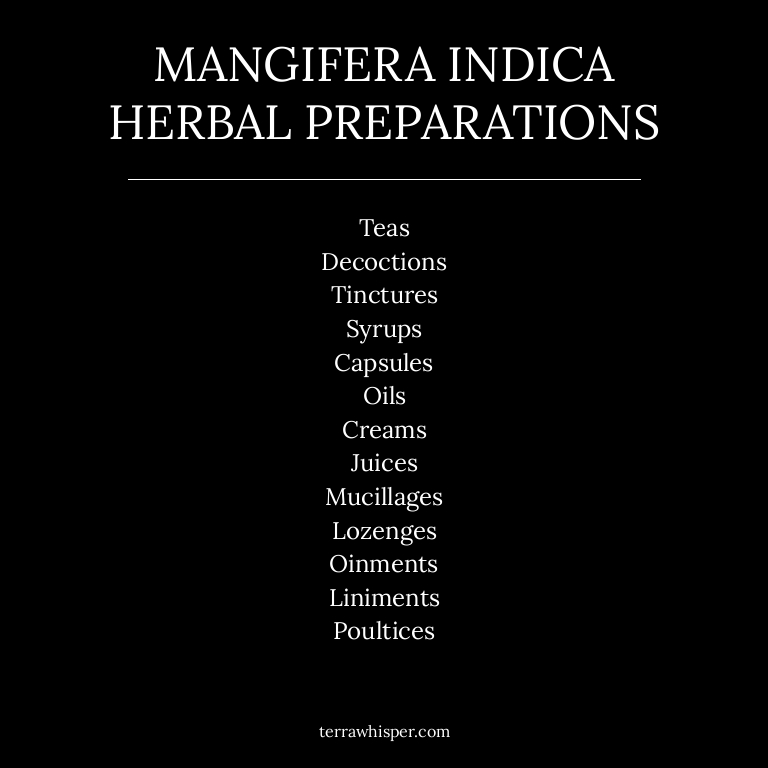 MANGIFERA INDICA
HERBAL PREPARATIONS
Teas
Decoctions
Tinctures
Syrups
Capsules
Oils
Creams
Juices
Mucillages
Lozenges
Oinments
Liniments
Poultices
terrawhisper.com